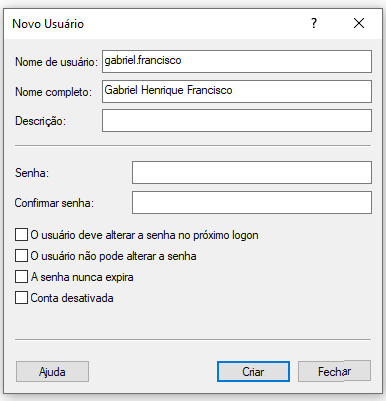 Novo Usuário
?
Nome de usuário: gabriel.francisco
Nome completo: Gabriel Henrique Francisco
Descrição:
Senha:
Confirmar senha:
O usuário deve alterar a senha no próximo logon
O usuário não pode alterar a senha
A senha nunca expira
Conta desativada
Ajuda Criar Fechar